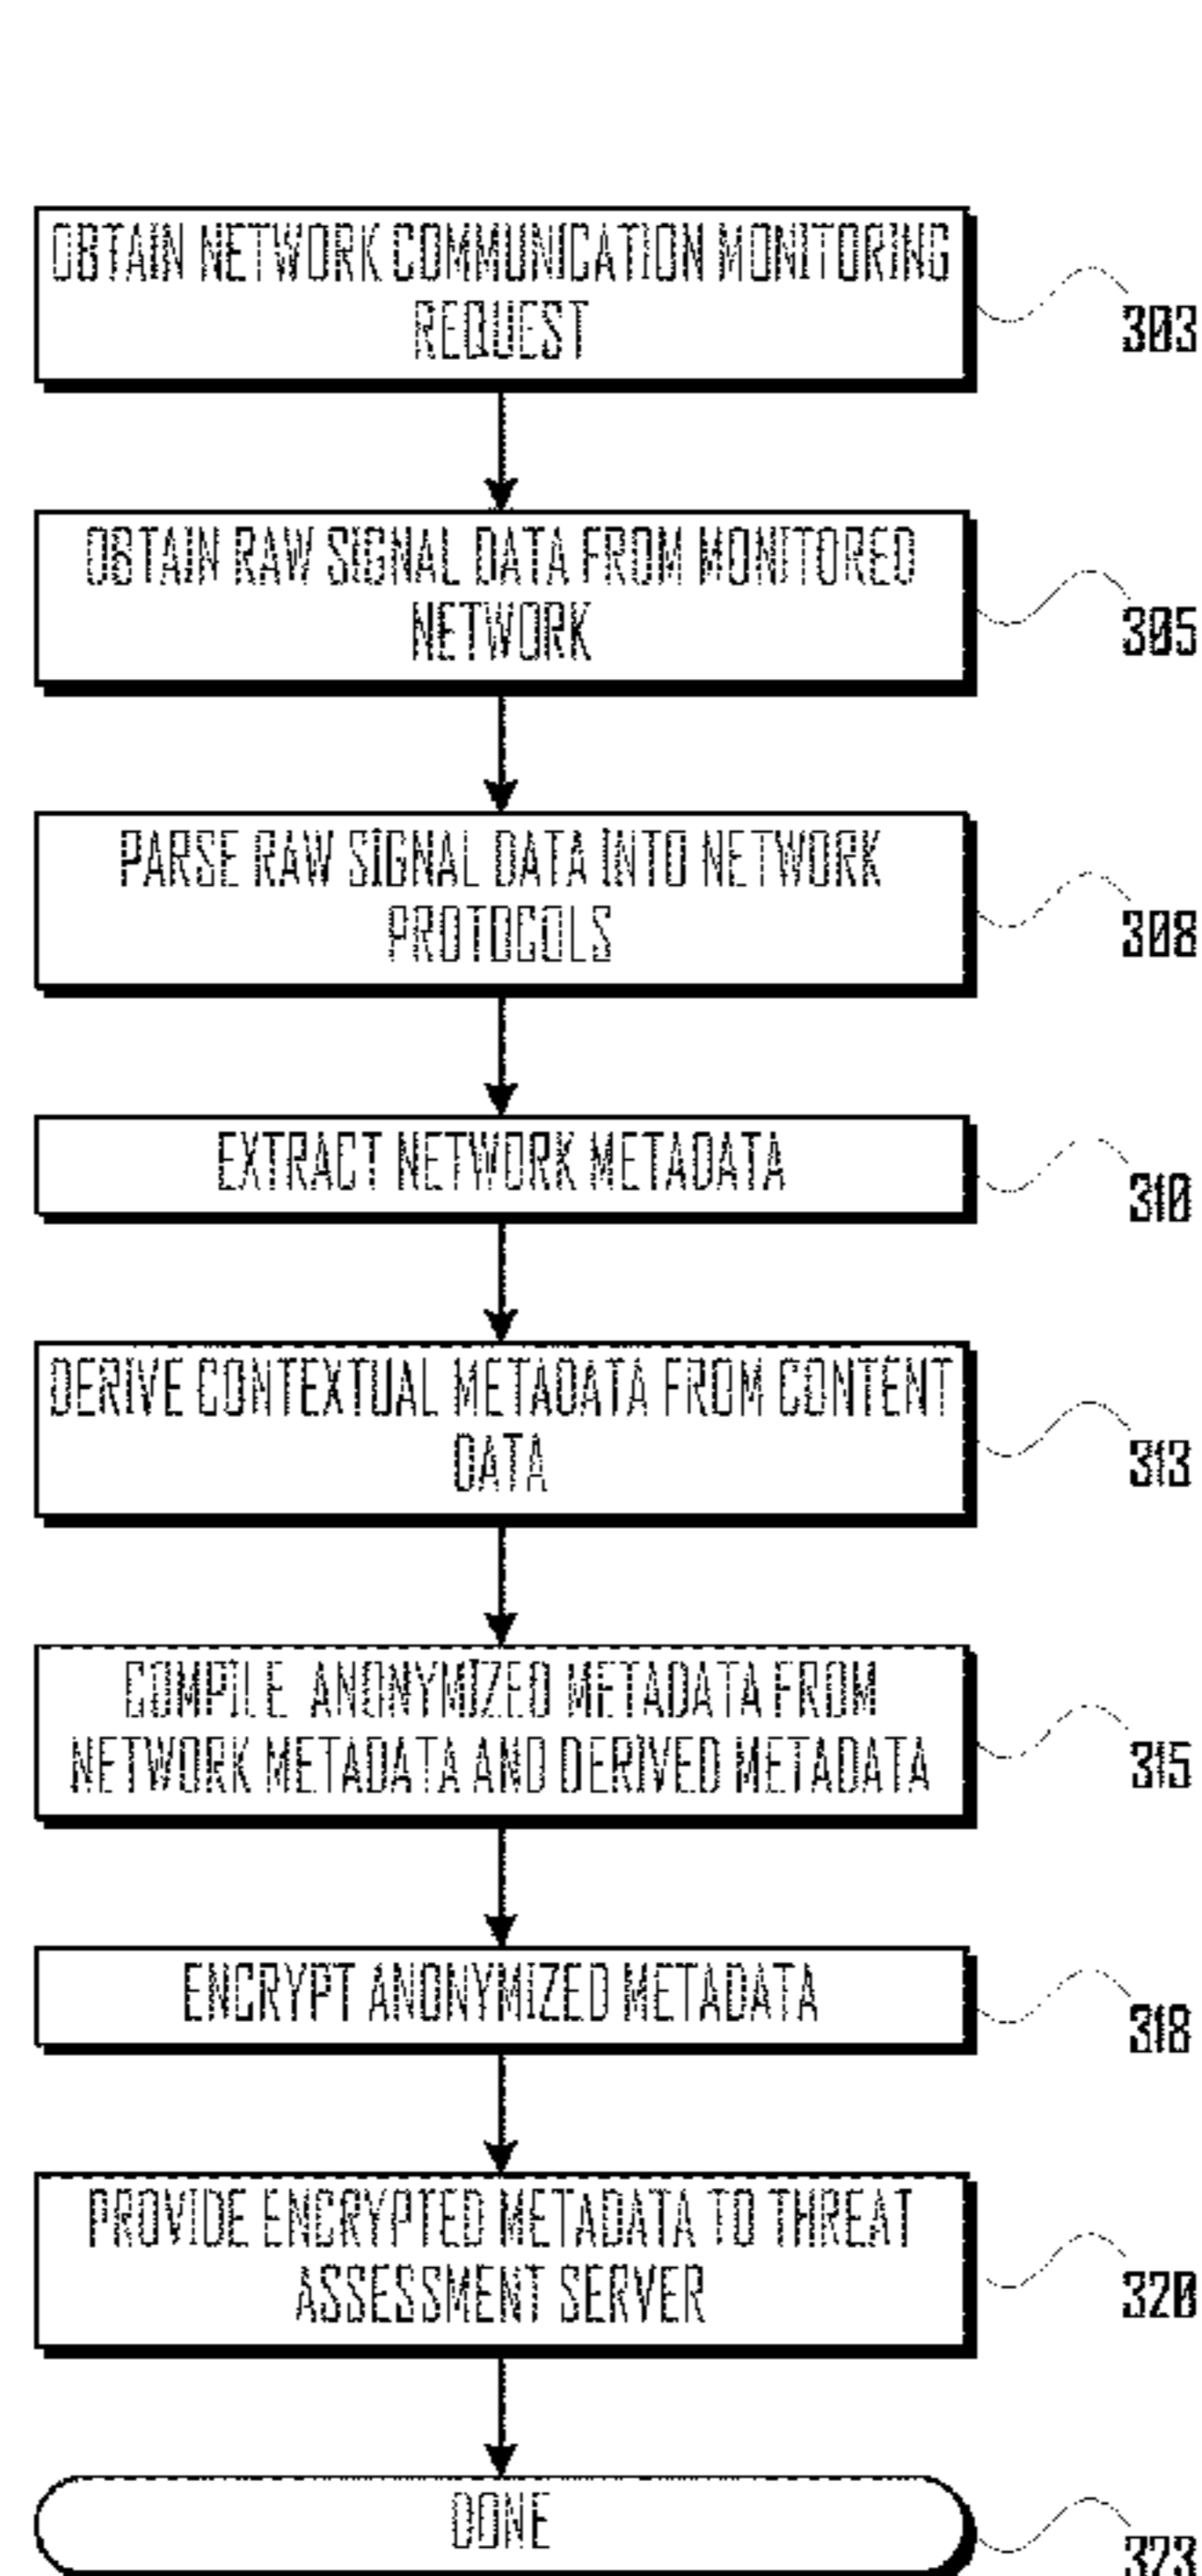 OBTAIN NETWORK COMMUNICATION MONITORING
REQUEST
303
OBTAIN RAW SIGNAL DATA FROM MONITORED
NETWORK
305
PARSE RAW SIGNAL DATA INTO NETWORK
PROTOCOLS
308
EXTRACT NETWORK METADATA
310
DERIVE CONTEXTUAL METADATA FROM CONTENT
DATA
313
COMPILE ANONYMIZED METADATA FROM
NETWORK METADATA AND DERIVED METADATA
315
ENCRYPT ANONYMIZED METADATA
318
PROVIDE ENCRYPTED METADATA TO THREAT
ASSESSMENT SERVER
320
DONE
323